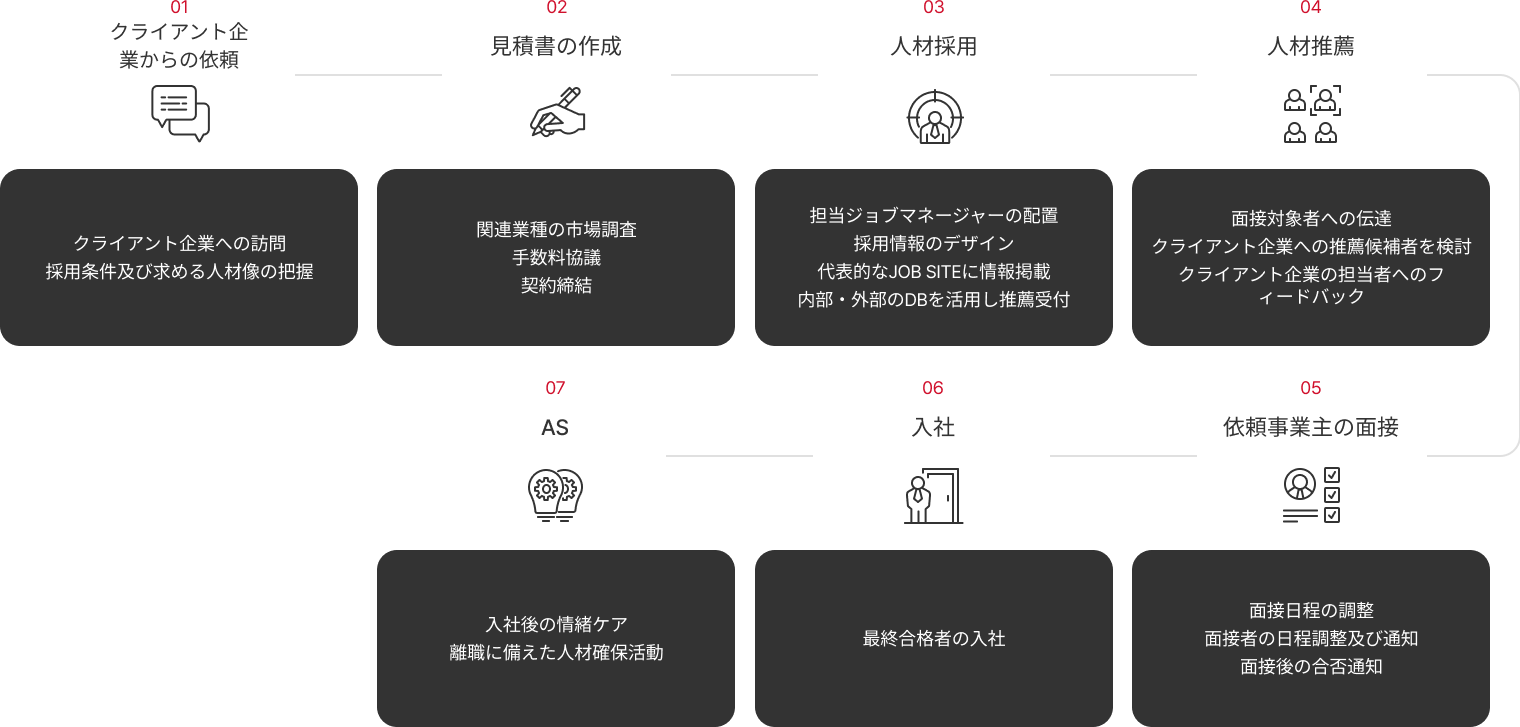 01
クライアント企
業からの依頼
クライアント企業への訪問
採用条件及び求める人材像の把握
02
見積書の作成
関連業種の市場調査
手数料協議
契約締結
03
人材採用
担当ジョブマネージャーの配置
採用情報のデザイン
代表的なJOB SITEに情報掲載
内部・外部のDBを活用し推薦受付
04
人材推薦
面接対象者への伝達
クライアント企業への推薦候補者を検討
クライアント企業の担当者へのフ
ィードバック
05
依頼事業主の面接
面接日程の調整
面接者の日程調整及び通知
面接後の合否通知
06
入社
最終合格者の入社
07
AS
入社後の情緒ケア
離職に備えた人材確保活動